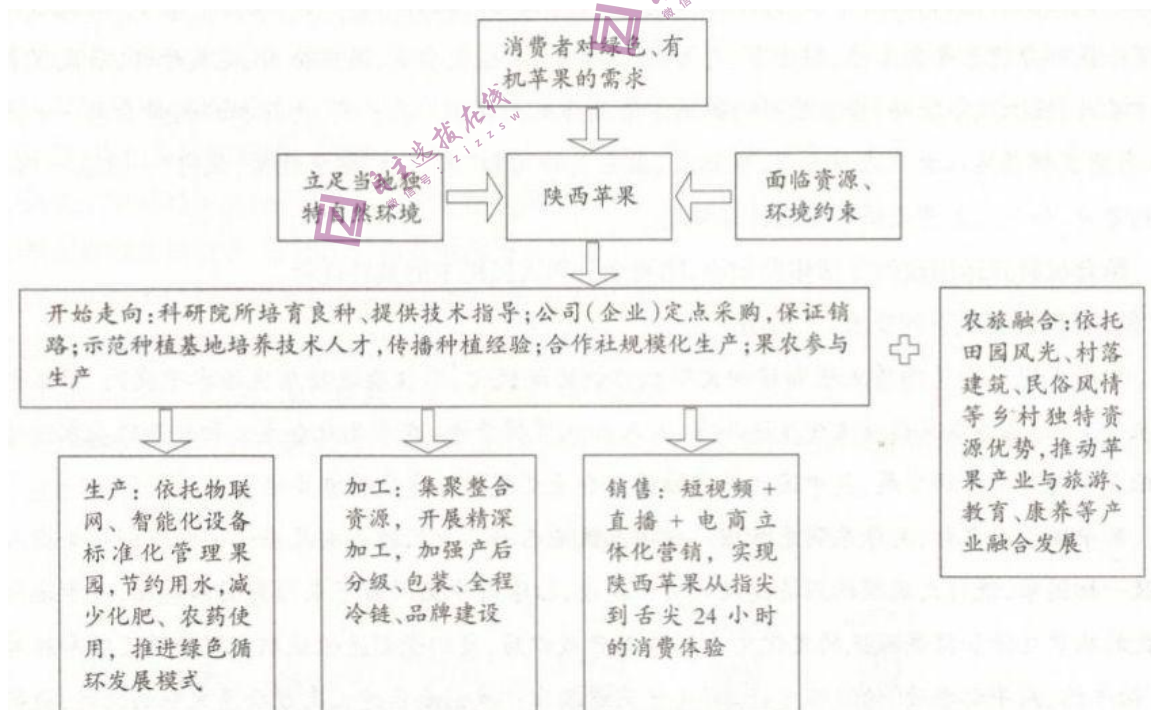 消费者对绿色、有
机苹果的需求
立足当地独
特自然环境
陕西苹果
面临资源、
环境约束
开始走向:科研院所培育良种、提供技术指导;公司(企业)定点采购,保证销
路;示范种植基地培养技术人才,传播种植经验;合作社规模化生产;果农参与
生产
农旅融合:依托
田园风光、村落
建筑、民俗风情
等乡村独特资
源优势,推动苹
果产业与旅游、
教育、康养等产
业融合发展
生产:依托物联
网、智能化设备
标准化管理果
园,节约用水,减
少化肥、农药使
用,推进绿色循
环发展模式
加工:集聚整合
资源,开展精深
加工,加强产后
分级、包装、全程
冷链、品牌建设
销售:短视频+
直播+电商立
体化营销,实现
陕西苹果从指尖
到舌尖24小时
的消费体验
自主选拔在线
微信号:zizzsw